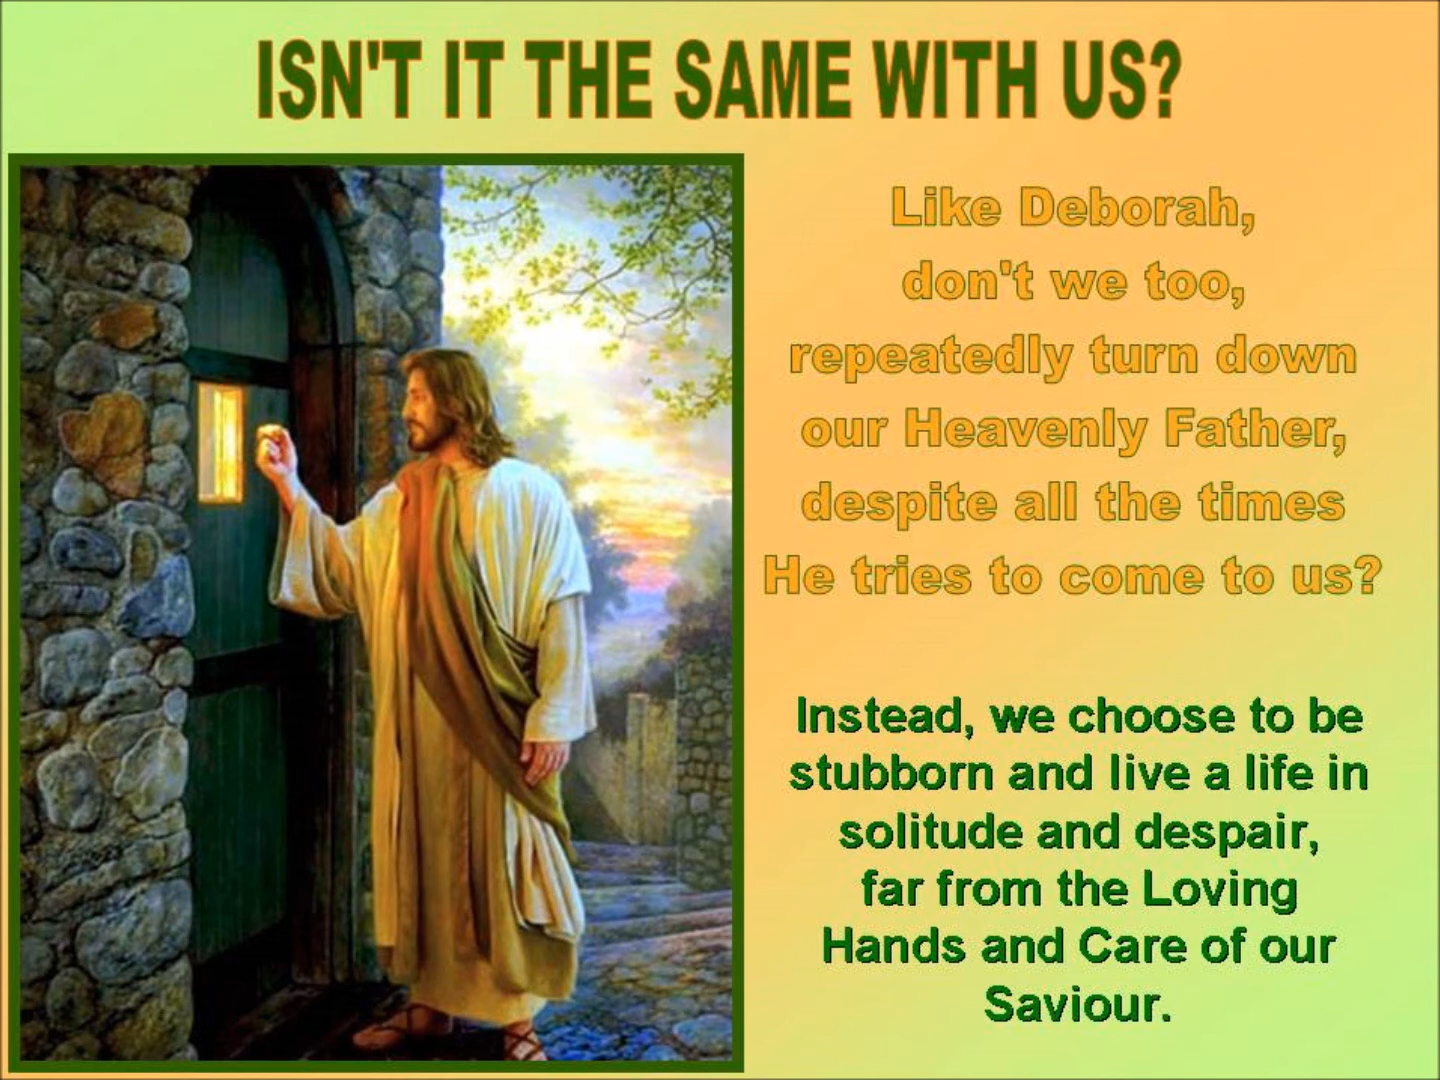 ISN'T IT THE SAME WITH US?
Like Deborah,
don't we too,
repeatedly turn down
our Heavenly Father,
despite all the times
He tries to come to us?
Instead, we choose to be
stubborn and live a life in
solitude and despair,
far from the Loving
Hands and Care of our
Saviour.